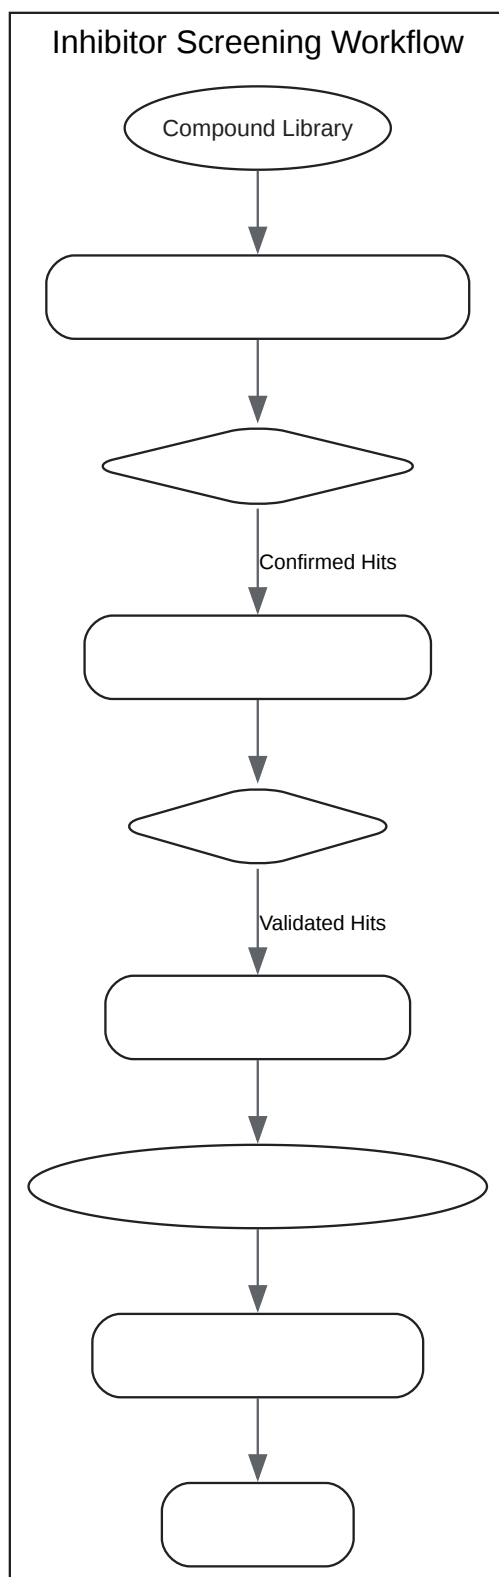 Inhibitor Screening Workflow
Compound Library
Confirmed Hits
Validated Hits